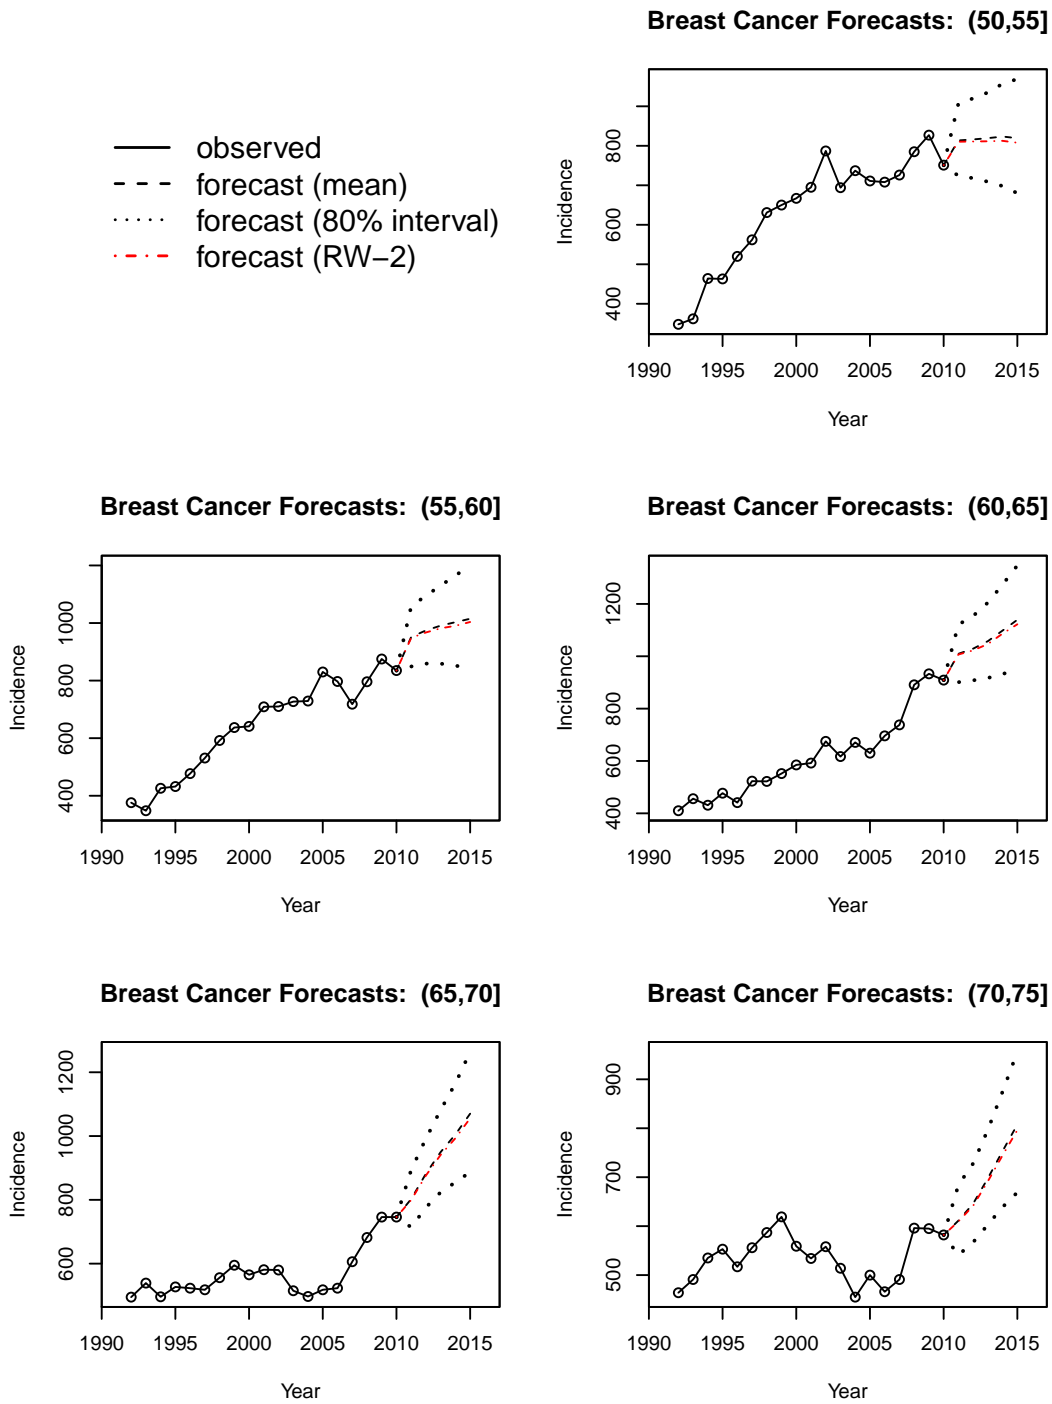 Breast Cancer Forecasts: (50,55]
observed
forecast (mean)
forecast (80% interval)
forecast (RW−2)
Incidence
800
600
400
1990 1995 2000 2005 2010 2015
Year
Breast Cancer Forecasts: (55,60]
Incidence
1000
800
600
400
1990 1995 2000 2005 2010 2015
Year
Breast Cancer Forecasts: (60,65]
Incidence
1200
800
600
400
1990 1995 2000 2005 2010 2015
Year
Breast Cancer Forecasts: (65,70]
Incidence
1200
1000
800
600
1990 1995 2000 2005 2010 2015
Year
Breast Cancer Forecasts: (70,75]
Incidence
900
700
500
1990 1995 2000 2005 2010 2015
Year